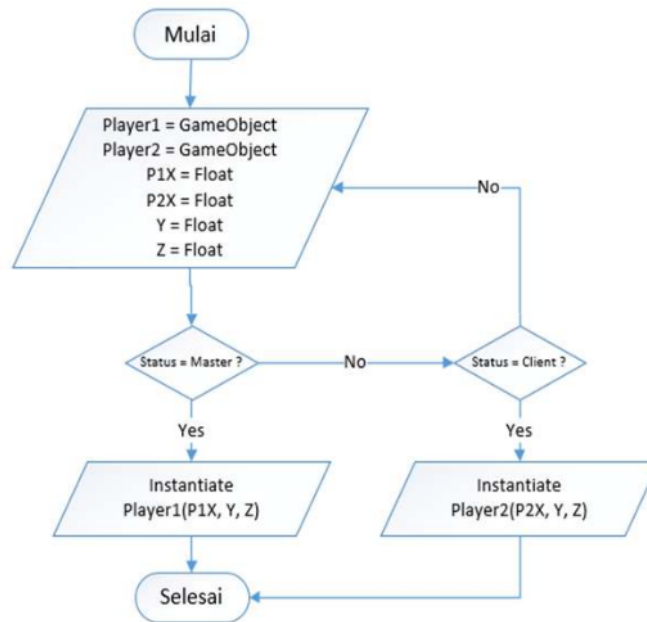 Mulai
Player1 = GameObject
Player2 = GameObject
P1X = Float
P2X = Float
Y = Float
Z = Float
No
Status = Master ?
No
Status = Client ?
Yes
Yes
Instantiate
Player1(P1X, Y, Z)
Instantiate
Player2(P2X, Y, Z)
Selesai